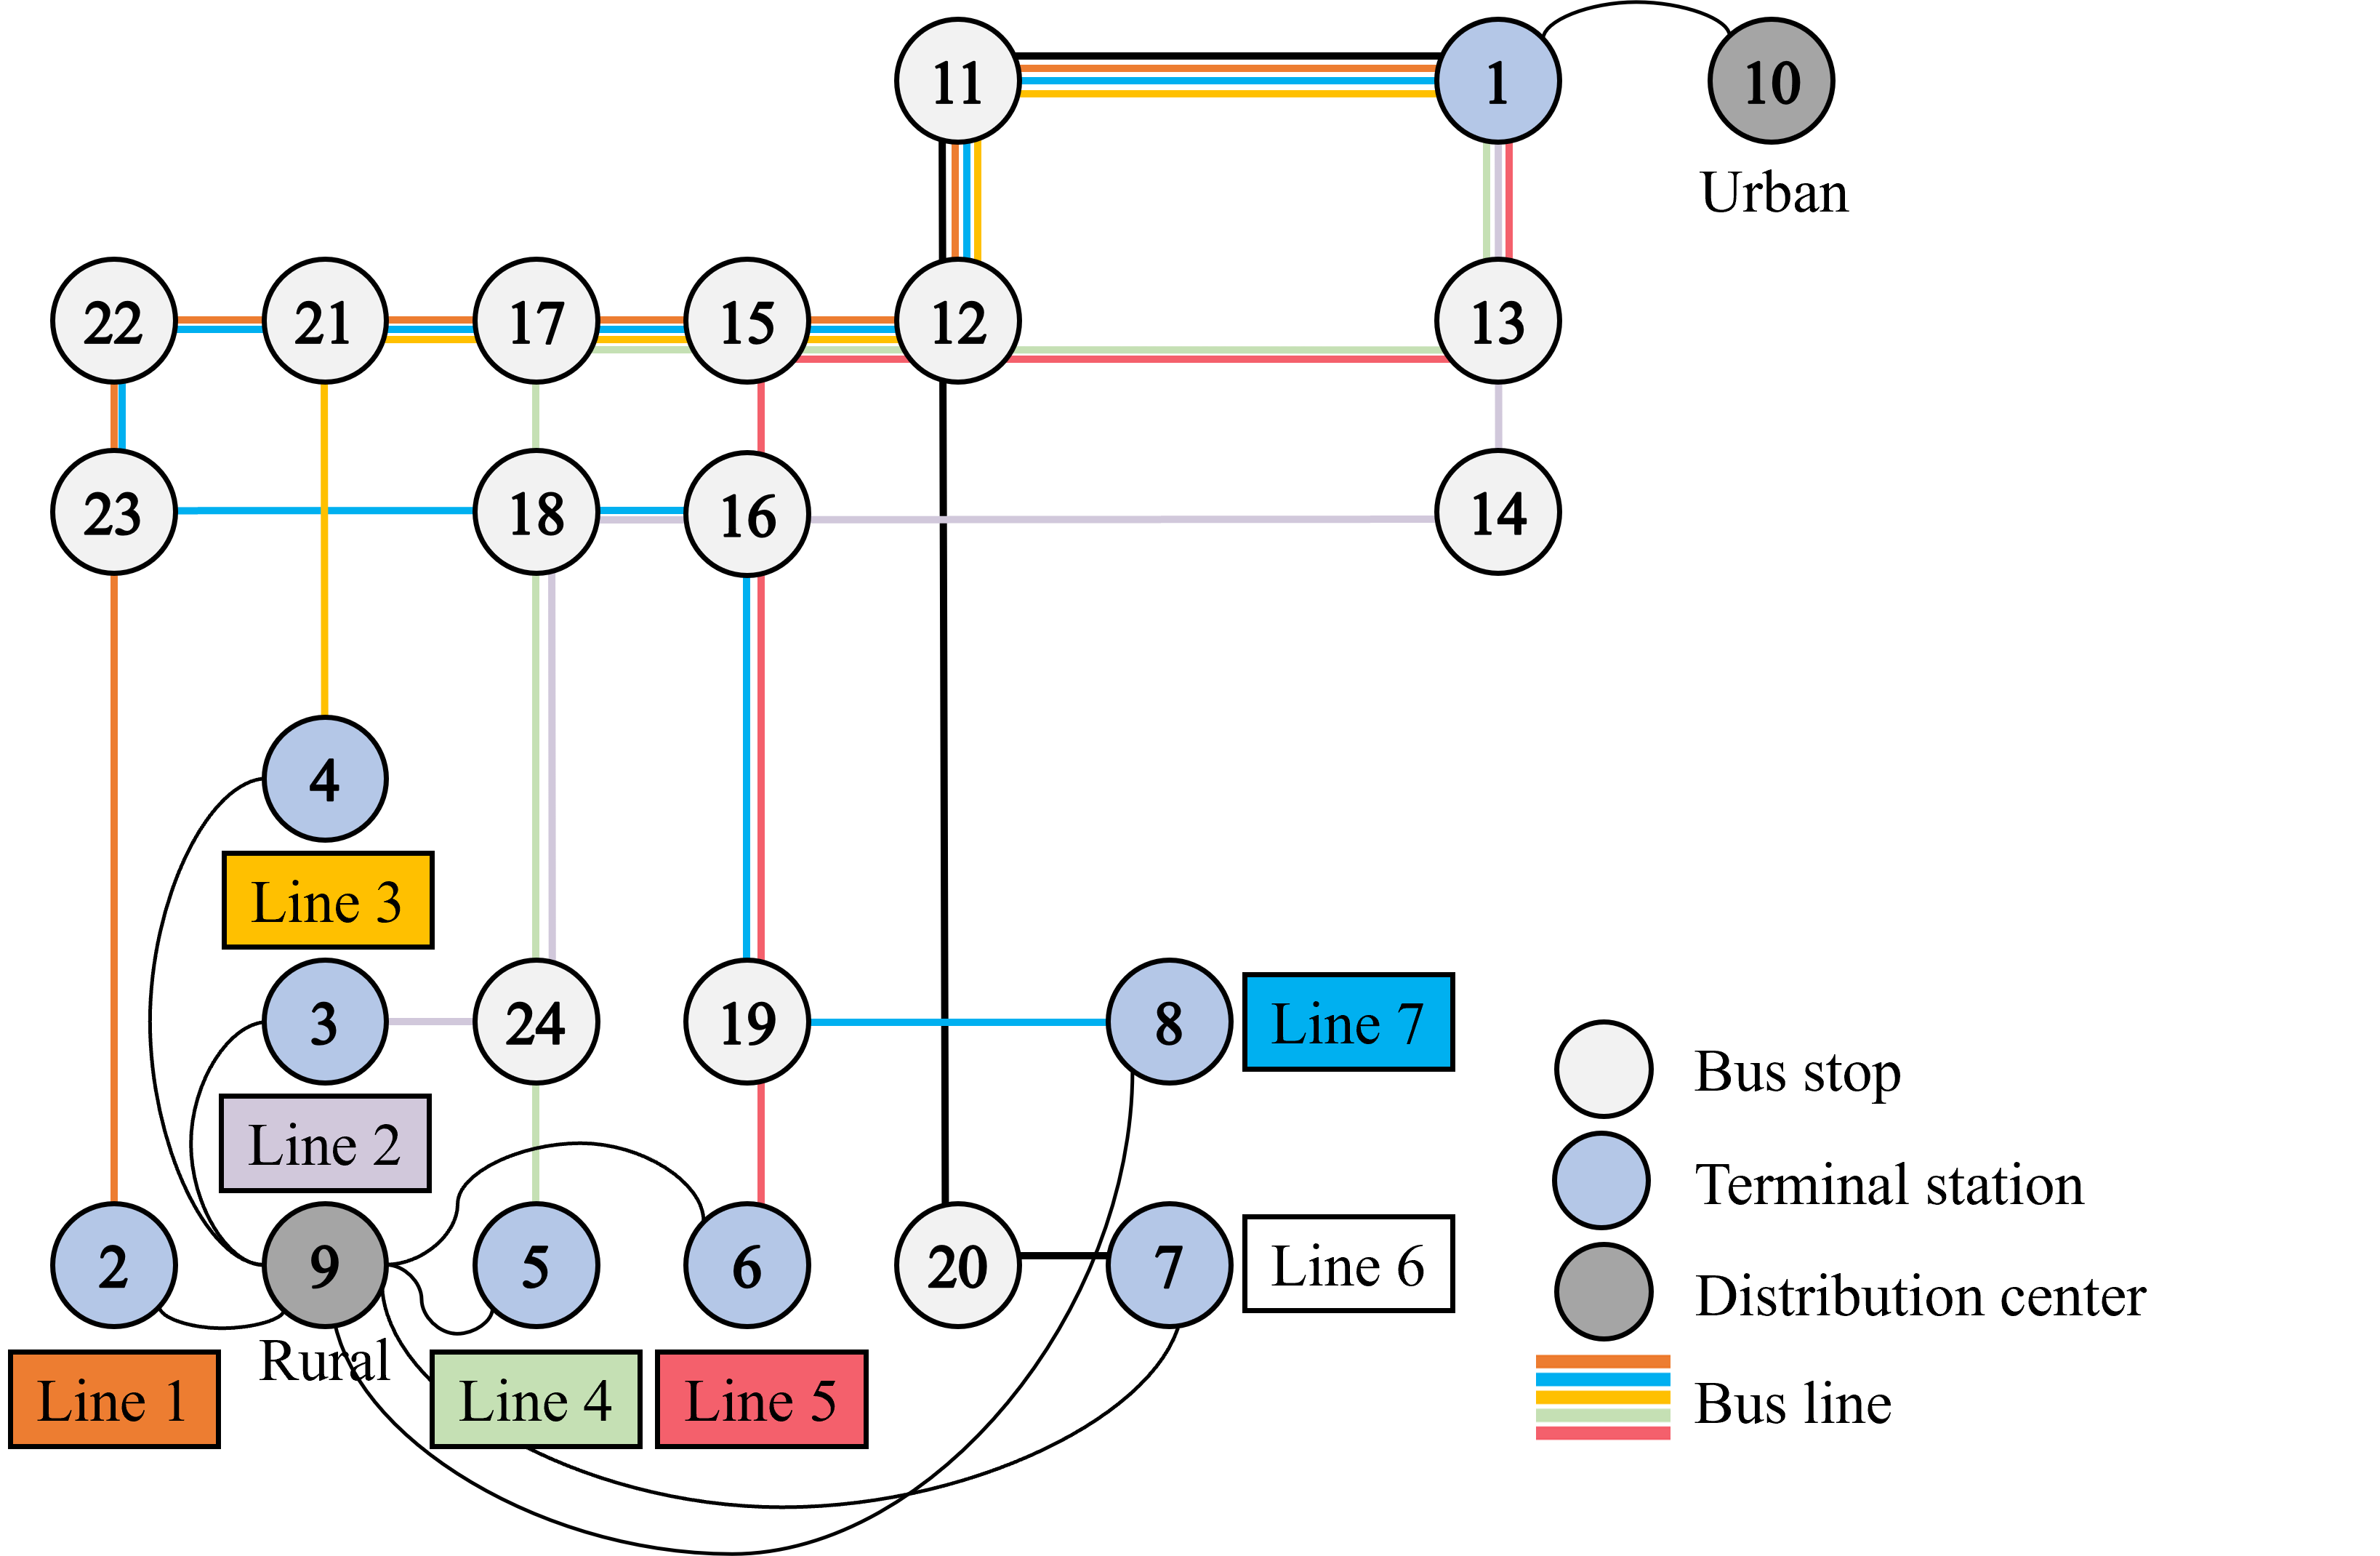 11
1
10
Urban
22
21
17
15
12
13
23
18
16
14
4
Line 3
3
24
19
8
Line 7
Bus stop
Line 2
Terminal station
2
9
5
6
20
7
Line 6
Distribution center
Rural
Line 1
Line 4
Line 5
Bus line